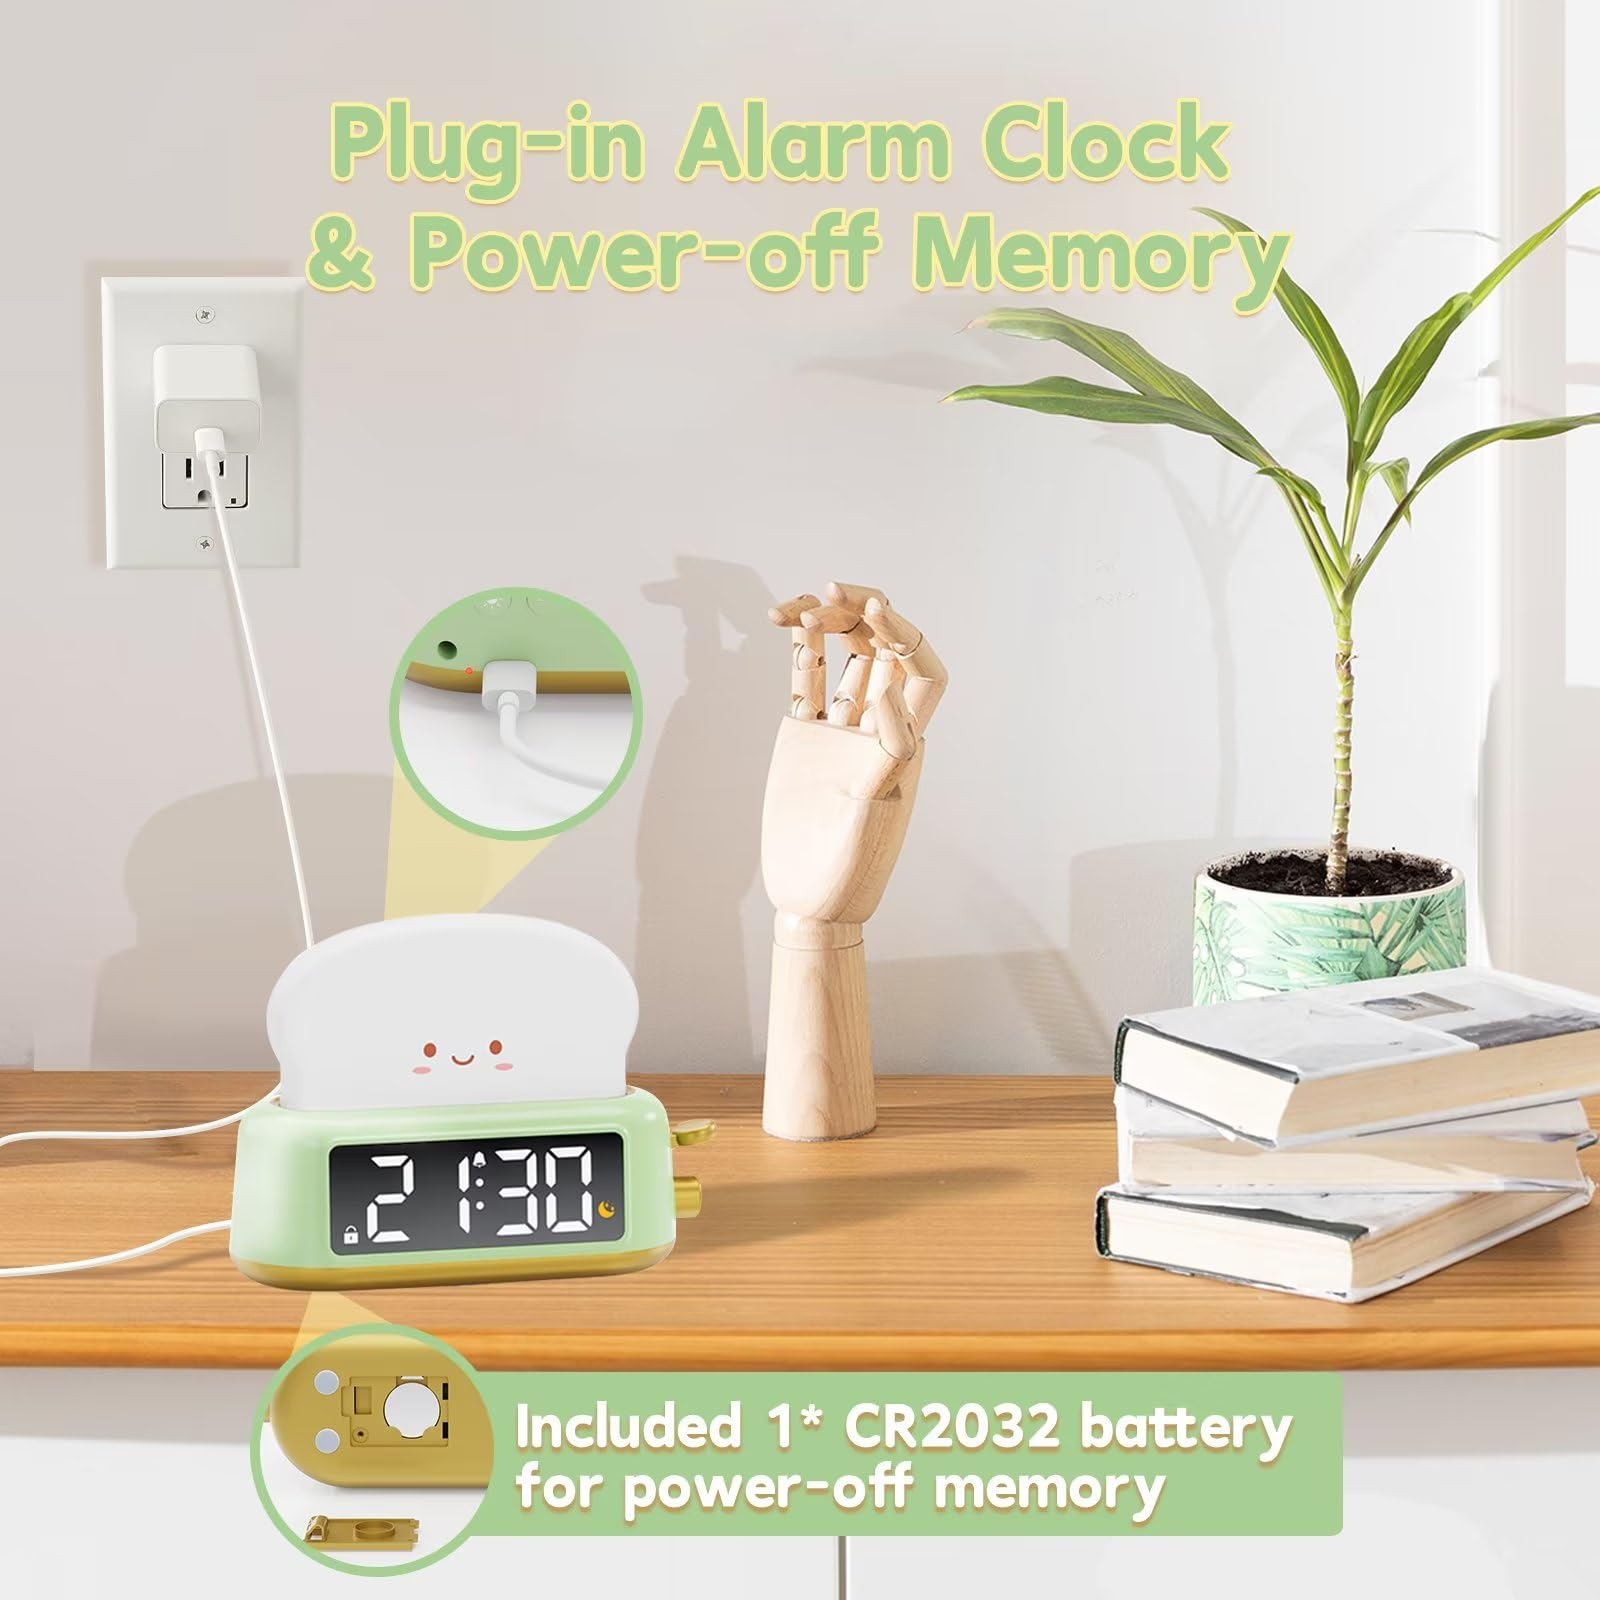 Plug-in Alarm Clock
& Power-off Memory
21:30
Included 1* CR2032 battery
for power-off memory